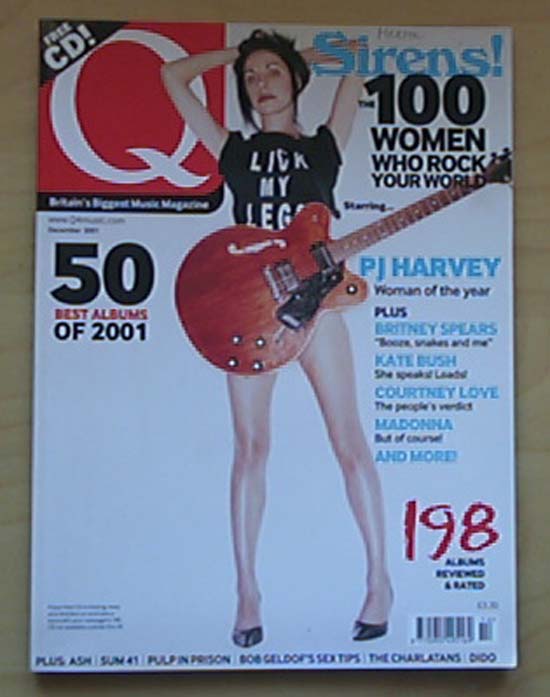 FREE
CD!
Q
Britain's Biggest Music Magazine
www.Q4music.com
December 2001
Sirens!
THE 100
WOMEN
WHO ROCK
YOUR WORLD
Starring...
LICK
MY
LEGS
50
BEST ALBUMS
OF 2001
PJ HARVEY
Woman of the year
PLUS
BRITNEY SPEARS
"Booze, snakes and me"
KATE BUSH
She speaks! Loads!
COURTNEY LOVE
The people's verdict
MADONNA
But of course!
AND MORE!
198
ALBUMS
REVIEWED
& RATED
PLUS: ASH | SUM 41 | PULP IN PRISON | BOB GELDOF'S SEX TIPS | THE CHARLATANS | DIDO